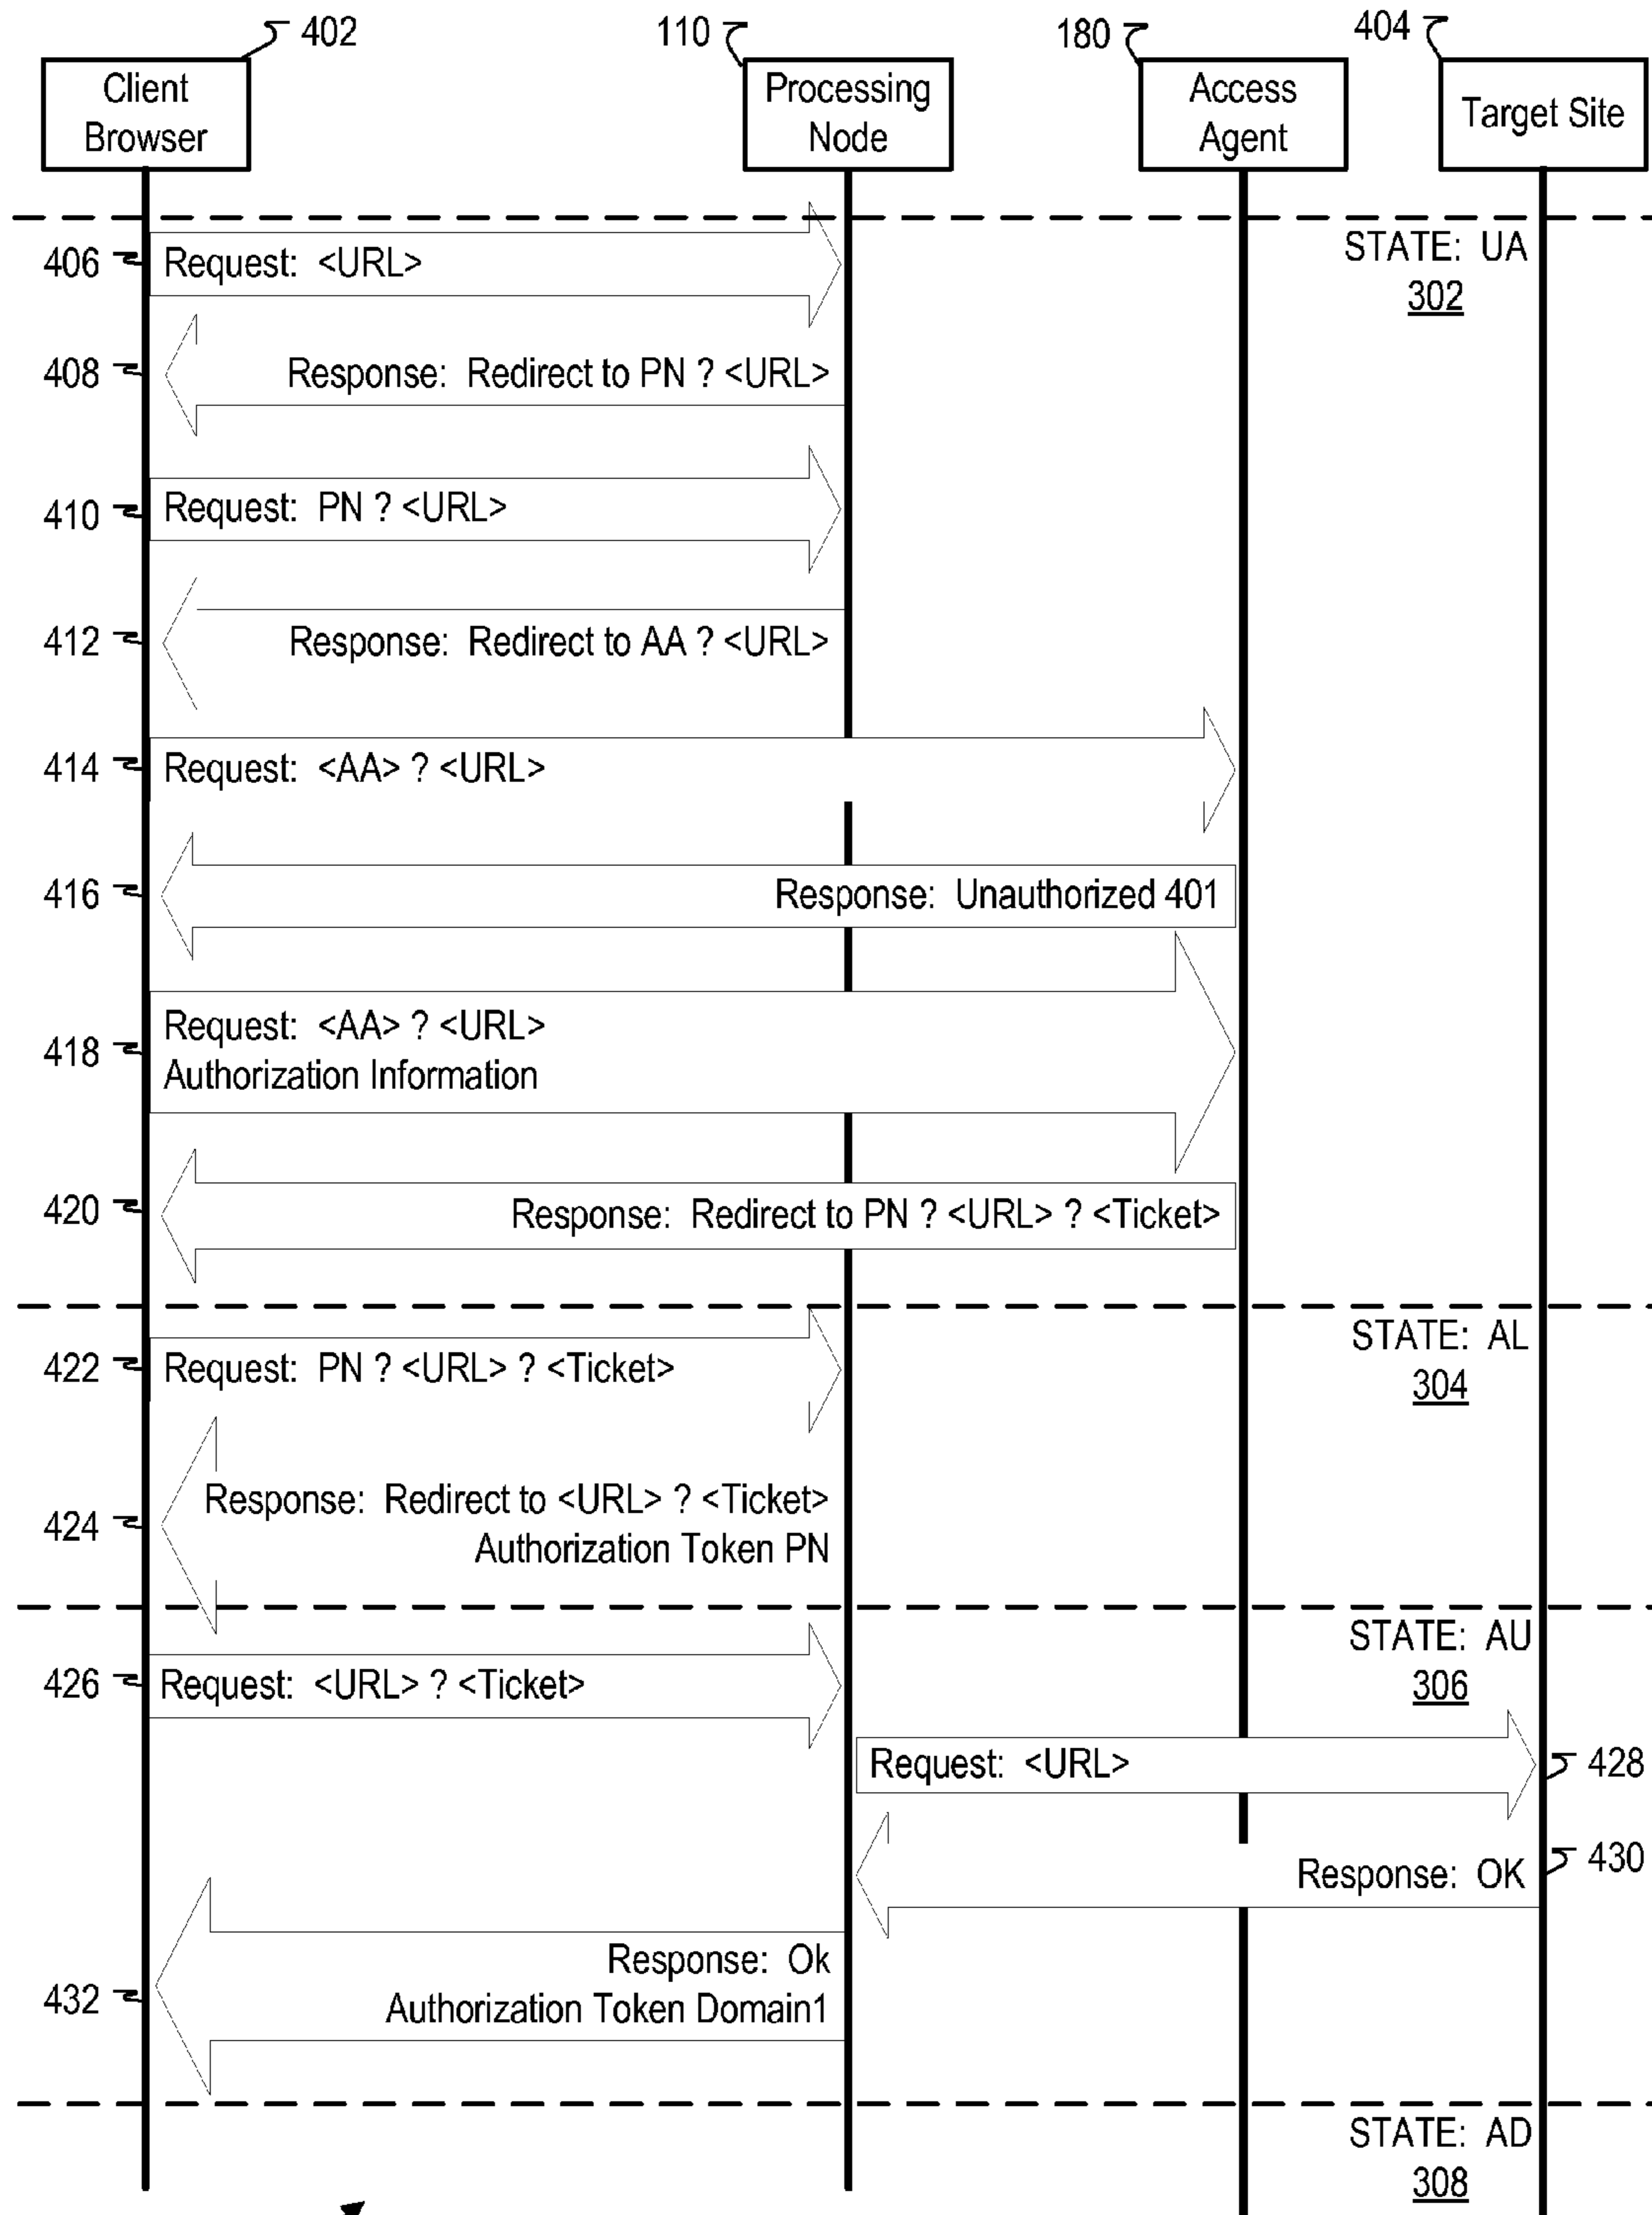 402
110
180
404
Client
Browser
Processing
Node
Access
Agent
Target Site
406
Request: <URL>
STATE: UA
302
408
Response: Redirect to PN ? <URL>
410
Request: PN ? <URL>
412
Response: Redirect to AA ? <URL>
414
Request: <AA> ? <URL>
416
Response: Unauthorized 401
418
Request: <AA> ? <URL>
Authorization Information
420
Response: Redirect to PN ? <URL> ? <Ticket>
STATE: AL
304
422
Request: PN ? <URL> ? <Ticket>
424
Response: Redirect to <URL> ? <Ticket>
Authorization Token PN
STATE: AU
306
426
Request: <URL> ? <Ticket>
Request: <URL>
428
Response: OK
430
432
Response: Ok
Authorization Token Domain1
STATE: AD
308